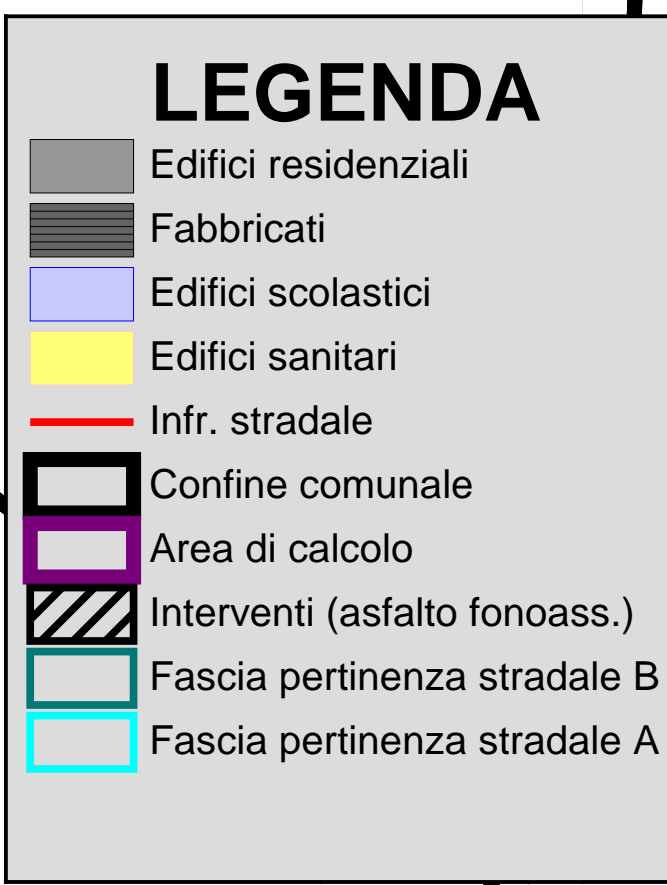 LEGENDA
Edifici residenziali
Fabbricati
Edifici scolastici
Edifici sanitari
Infr. stradale
Confine comunale
Area di calcolo
Interventi (asfalto fonoass.)
Fascia pertinenza stradale B
Fascia pertinenza stradale A